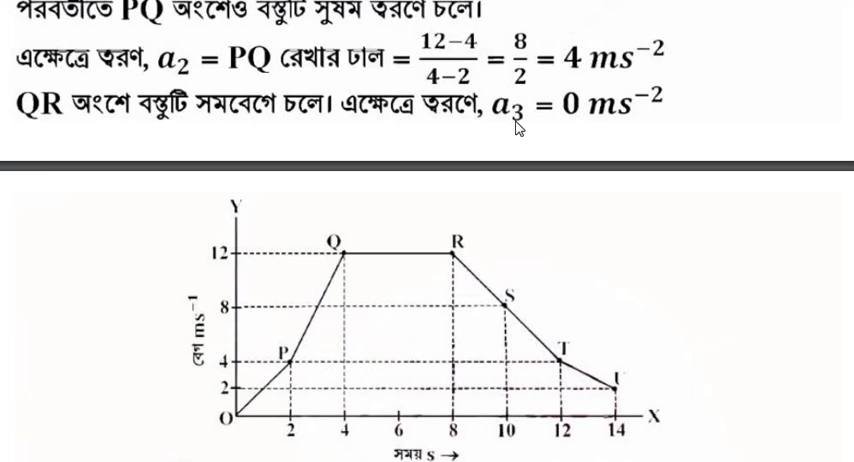 পরবর্তীতে PQ অংশেও বস্তুটি সুষম ত্বরণে চলে।
এক্ষেত্রে ত্বরণ, a₂ = PQ রেখার ঢাল = 12−4/4−2 = 8/2 = 4 ms⁻²
QR অংশে বস্তুটি সমবেগে চলে। এক্ষেত্রে ত্বরণে, a₃ = 0 ms⁻²
Y
Q R
12
S
8
বেগ ms⁻¹
P T
4
2
O 2 4 6 8 10 12 14 X
সময় s →